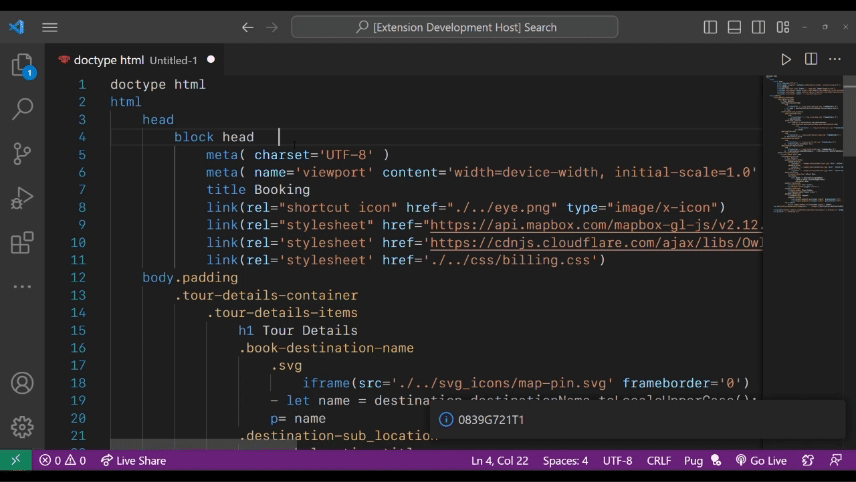 [Extension Development Host] Search
1
doctype html Untitled-1
1 doctype html
2 html
3 head
4 block head
5 meta( charset='UTF-8' )
6 meta( name='viewport' content='width=device-width, initial-scale=1.0'
7 title Booking
8 link(rel="shortcut icon" href="./../eye.png" type="image/x-icon")
9 link(rel="stylesheet" href="https://api.mapbox.com/mapbox-gl-js/v2.12.
10 link(rel='stylesheet' href='https://cdnjs.cloudflare.com/ajax/libs/Owl
11 link(rel='stylesheet' href='./../css/billing.css')
12 body.padding
13 .tour-details-container
14 .tour-details-items
15 h1 Tour Details
16 .book-destination-name
17 .svg
18 iframe(src='./../svg_icons/map-pin.svg' frameborder='0')
19 - let name = destination.destinationName.toLocaleUpperCase();
20 p= name
21 .destination-sub_location
0839G721T1
0 0 Live Share Ln 4, Col 22 Spaces: 4 UTF-8 CRLF Pug Go Live